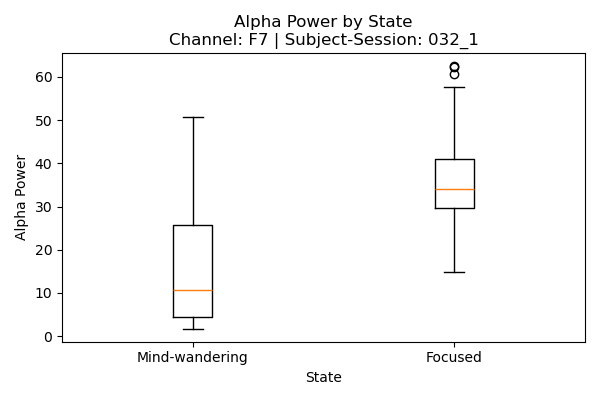 Alpha Power by State
Channel: F7 | Subject-Session: 032_1
60
50
40
30
20
10
0
Alpha Power
Mind-wandering
Focused
State